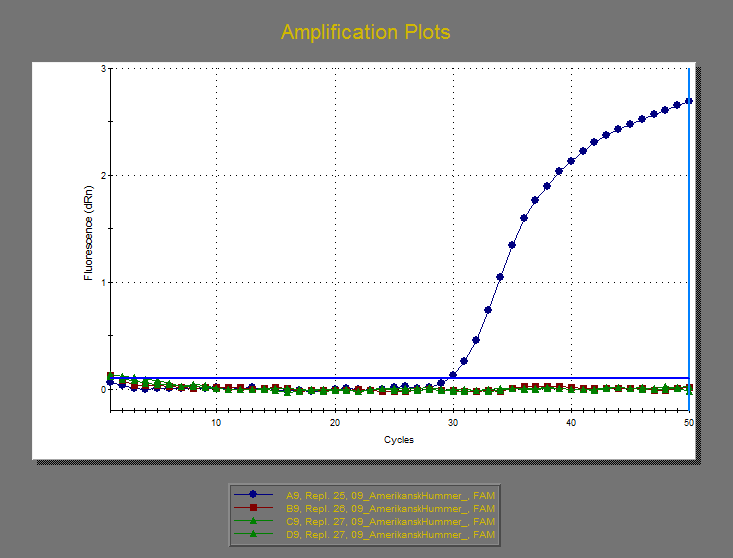 Amplification Plots
3
2
1
0
Fluorescence (dRn)
10
20
30
40
50
Cycles
A9, Repl. 25, 09_AmerikanskHummer_, FAM
B9, Repl. 26, 09_AmerikanskHummer_, FAM
C9, Repl. 27, 09_AmerikanskHummer_, FAM
D9, Repl. 27, 09_AmerikanskHummer_, FAM